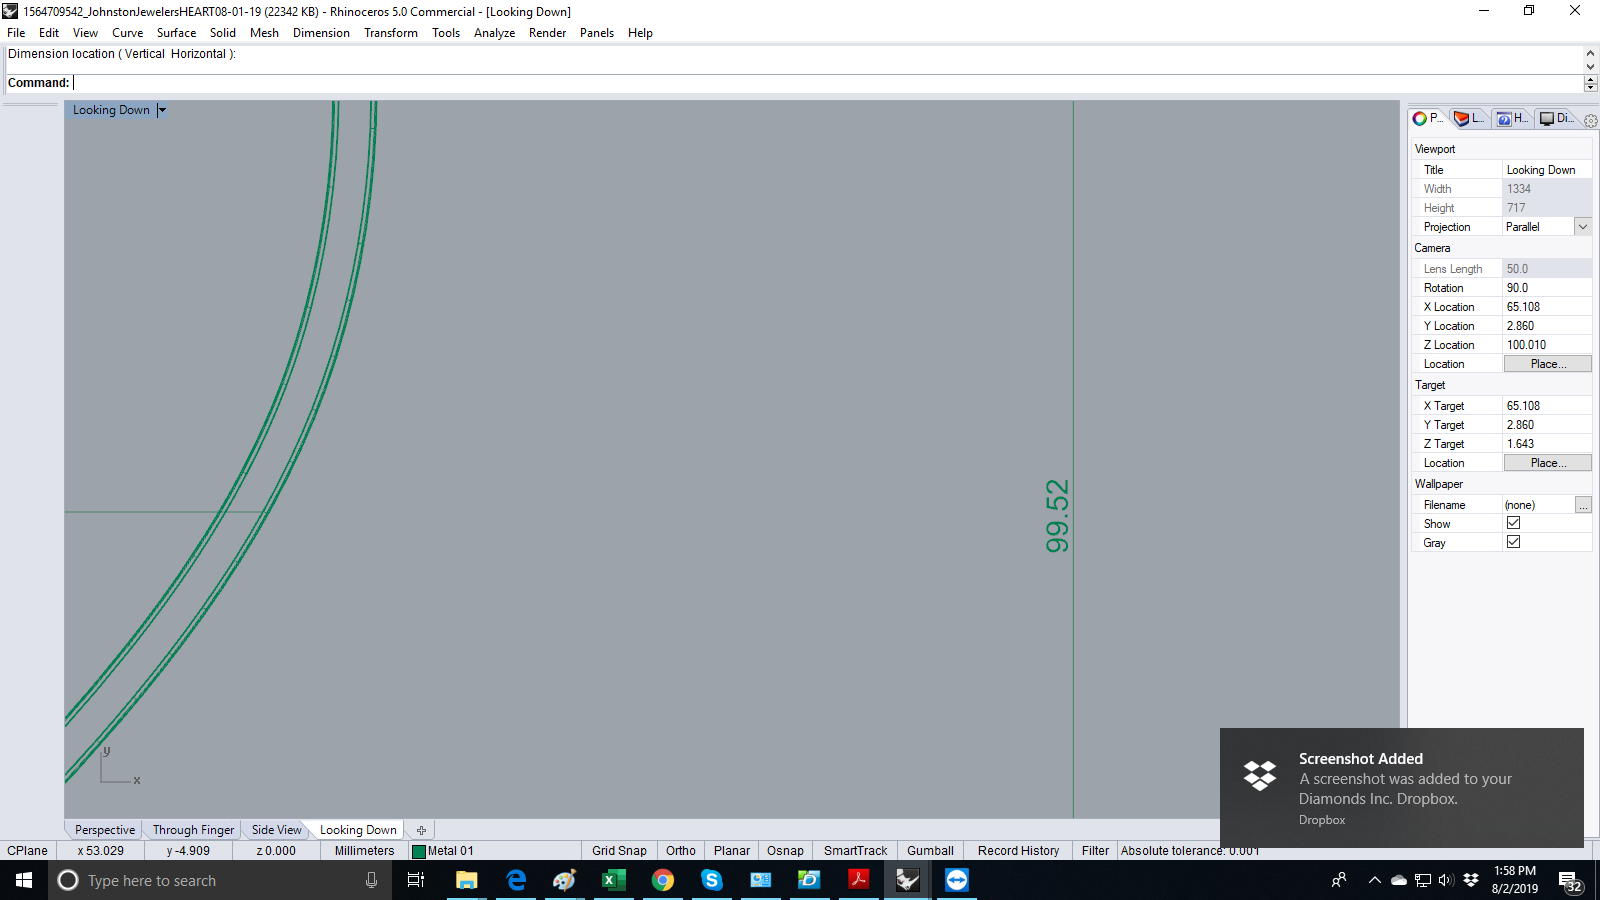 1564709542_JohnstonJewelersHEART08-01-19 (22342 KB) - Rhinoceros 5.0 Commercial - [Looking Down]
File Edit View Curve Surface Solid Mesh Dimension Transform Tools Analyze Render Panels Help
Dimension location ( Vertical Horizontal ):
Command:
Looking Down
P... L... H... Di...
Viewport
Title Looking Down
Width 1334
Height 717
Projection Parallel
Camera
Lens Length 50.0
Rotation 90.0
X Location 65.108
Y Location 2.860
Z Location 100.010
Location Place...
Target
X Target 65.108
Y Target 2.860
Z Target 1.643
Location Place...
Wallpaper
Filename (none) ...
Show
Gray
99.52
y
x
Screenshot Added
A screenshot was added to your
Diamonds Inc. Dropbox.
Dropbox
Perspective Through Finger Side View Looking Down
CPlane x 53.029 y -4.909 z 0.000 Millimeters Metal 01 Grid Snap Ortho Planar Osnap SmartTrack Gumball Record History Filter Absolute tolerance: 0.001
Type here to search
1:58 PM
8/2/2019
32